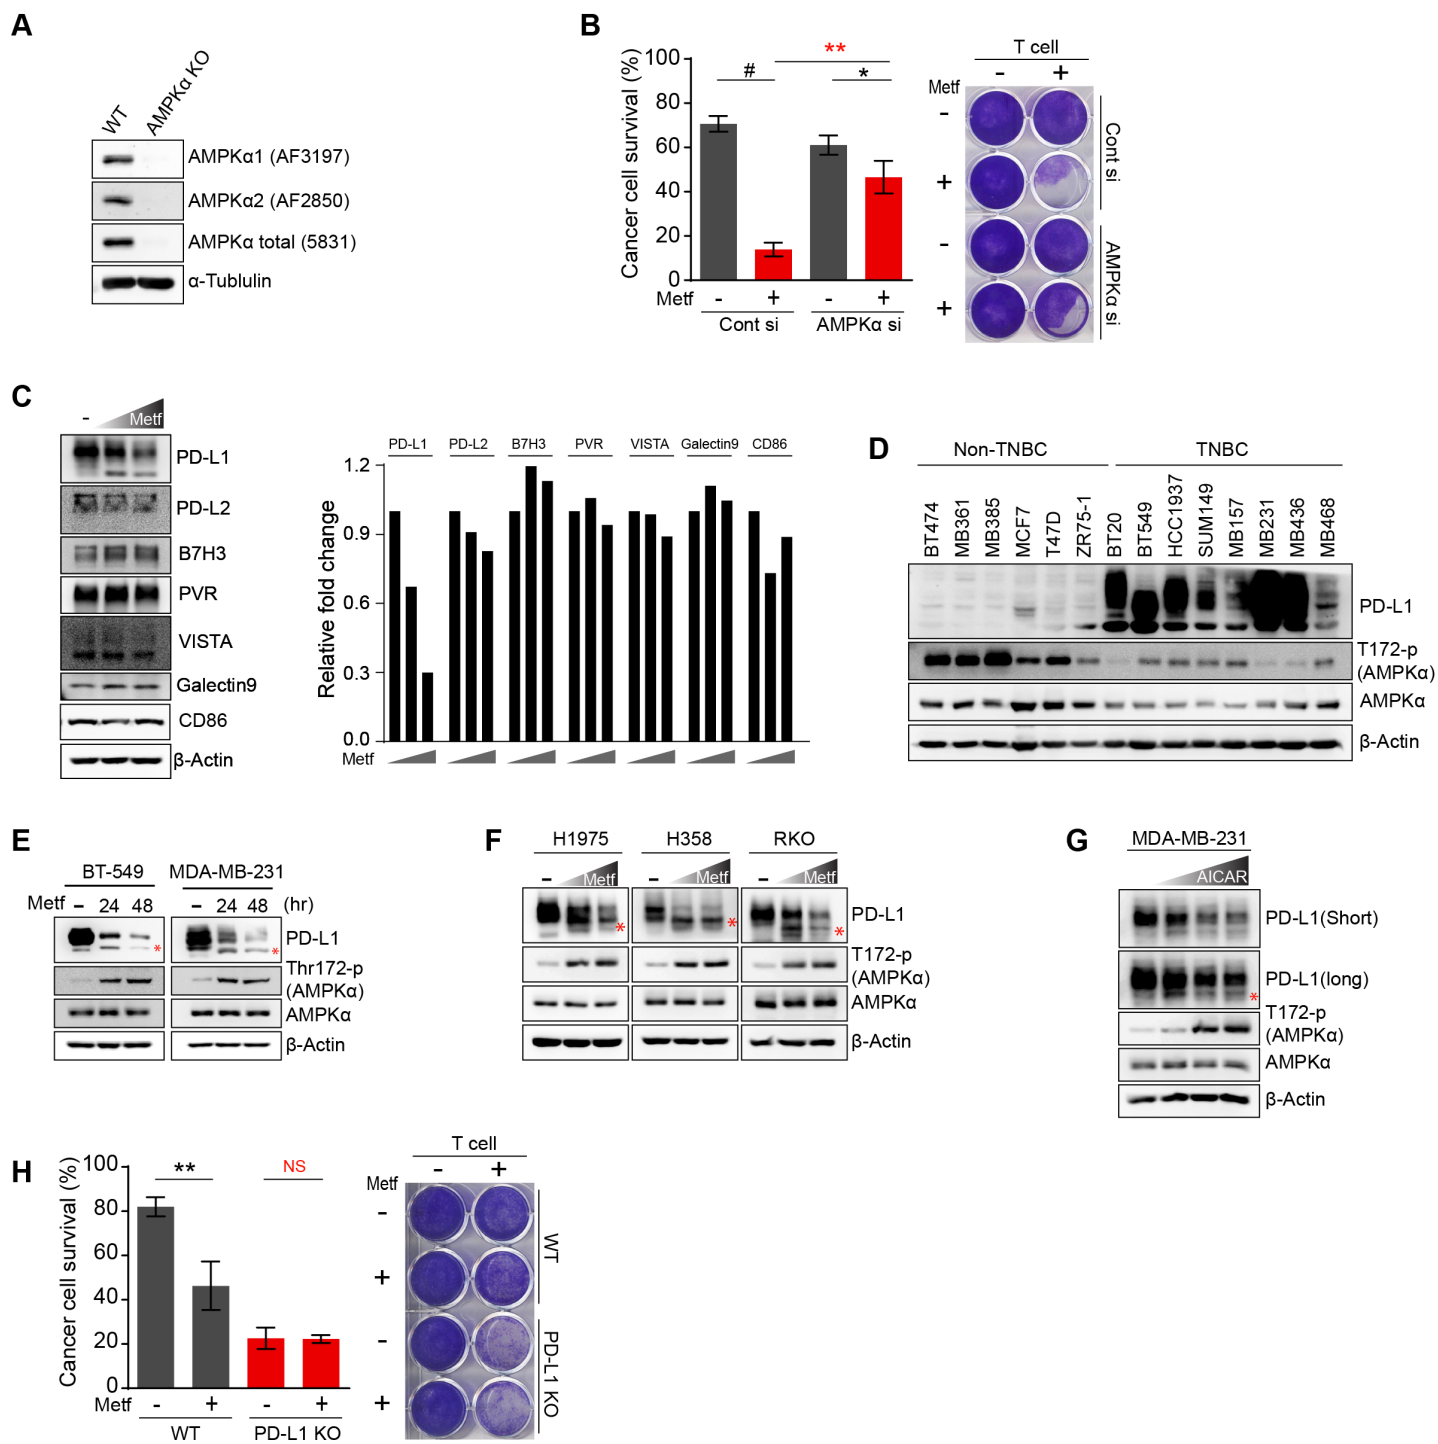 A
WT
AMPKα KO
AMPKα1 (AF3197)
AMPKα2 (AF2850)
AMPKα total (5831)
α-Tublulin
B
Cancer cell survival (%)
100
80
60
40
20
0
#
**
*
Metf - + - +
Cont si AMPKα si
T cell
- +
Metf
-
+
-
+
Cont si
AMPKα si
C
- Metf
PD-L1
PD-L2
B7H3
PVR
VISTA
Galectin9
CD86
β-Actin
PD-L1 PD-L2 B7H3 PVR VISTA Galectin9 CD86
Relative fold change
1.2
0.9
0.6
0.3
0.0
Metf
D
Non-TNBC TNBC
BT474
MB361
MB385
MCF7
T47D
ZR75-1
BT20
BT549
HCC1937
SUM149
MB157
MB231
MB436
MB468
PD-L1
T172-p
(AMPKα)
AMPKα
β-Actin
E
BT-549 MDA-MB-231
Metf - 24 48 - 24 48 (hr)
PD-L1
* *
Thr172-p
(AMPKα)
AMPKα
β-Actin
F
H1975 H358 RKO
- Metf - Metf - Metf
PD-L1
* * *
T172-p
(AMPKα)
AMPKα
β-Actin
G
MDA-MB-231
AICAR
PD-L1(Short)
PD-L1(long)
*
T172-p
(AMPKα)
AMPKα
β-Actin
H
Cancer cell survival (%)
100
80
60
40
20
0
** NS
Metf - + - +
WT PD-L1 KO
T cell
- +
Metf
-
+
-
+
WT
PD-L1 KO